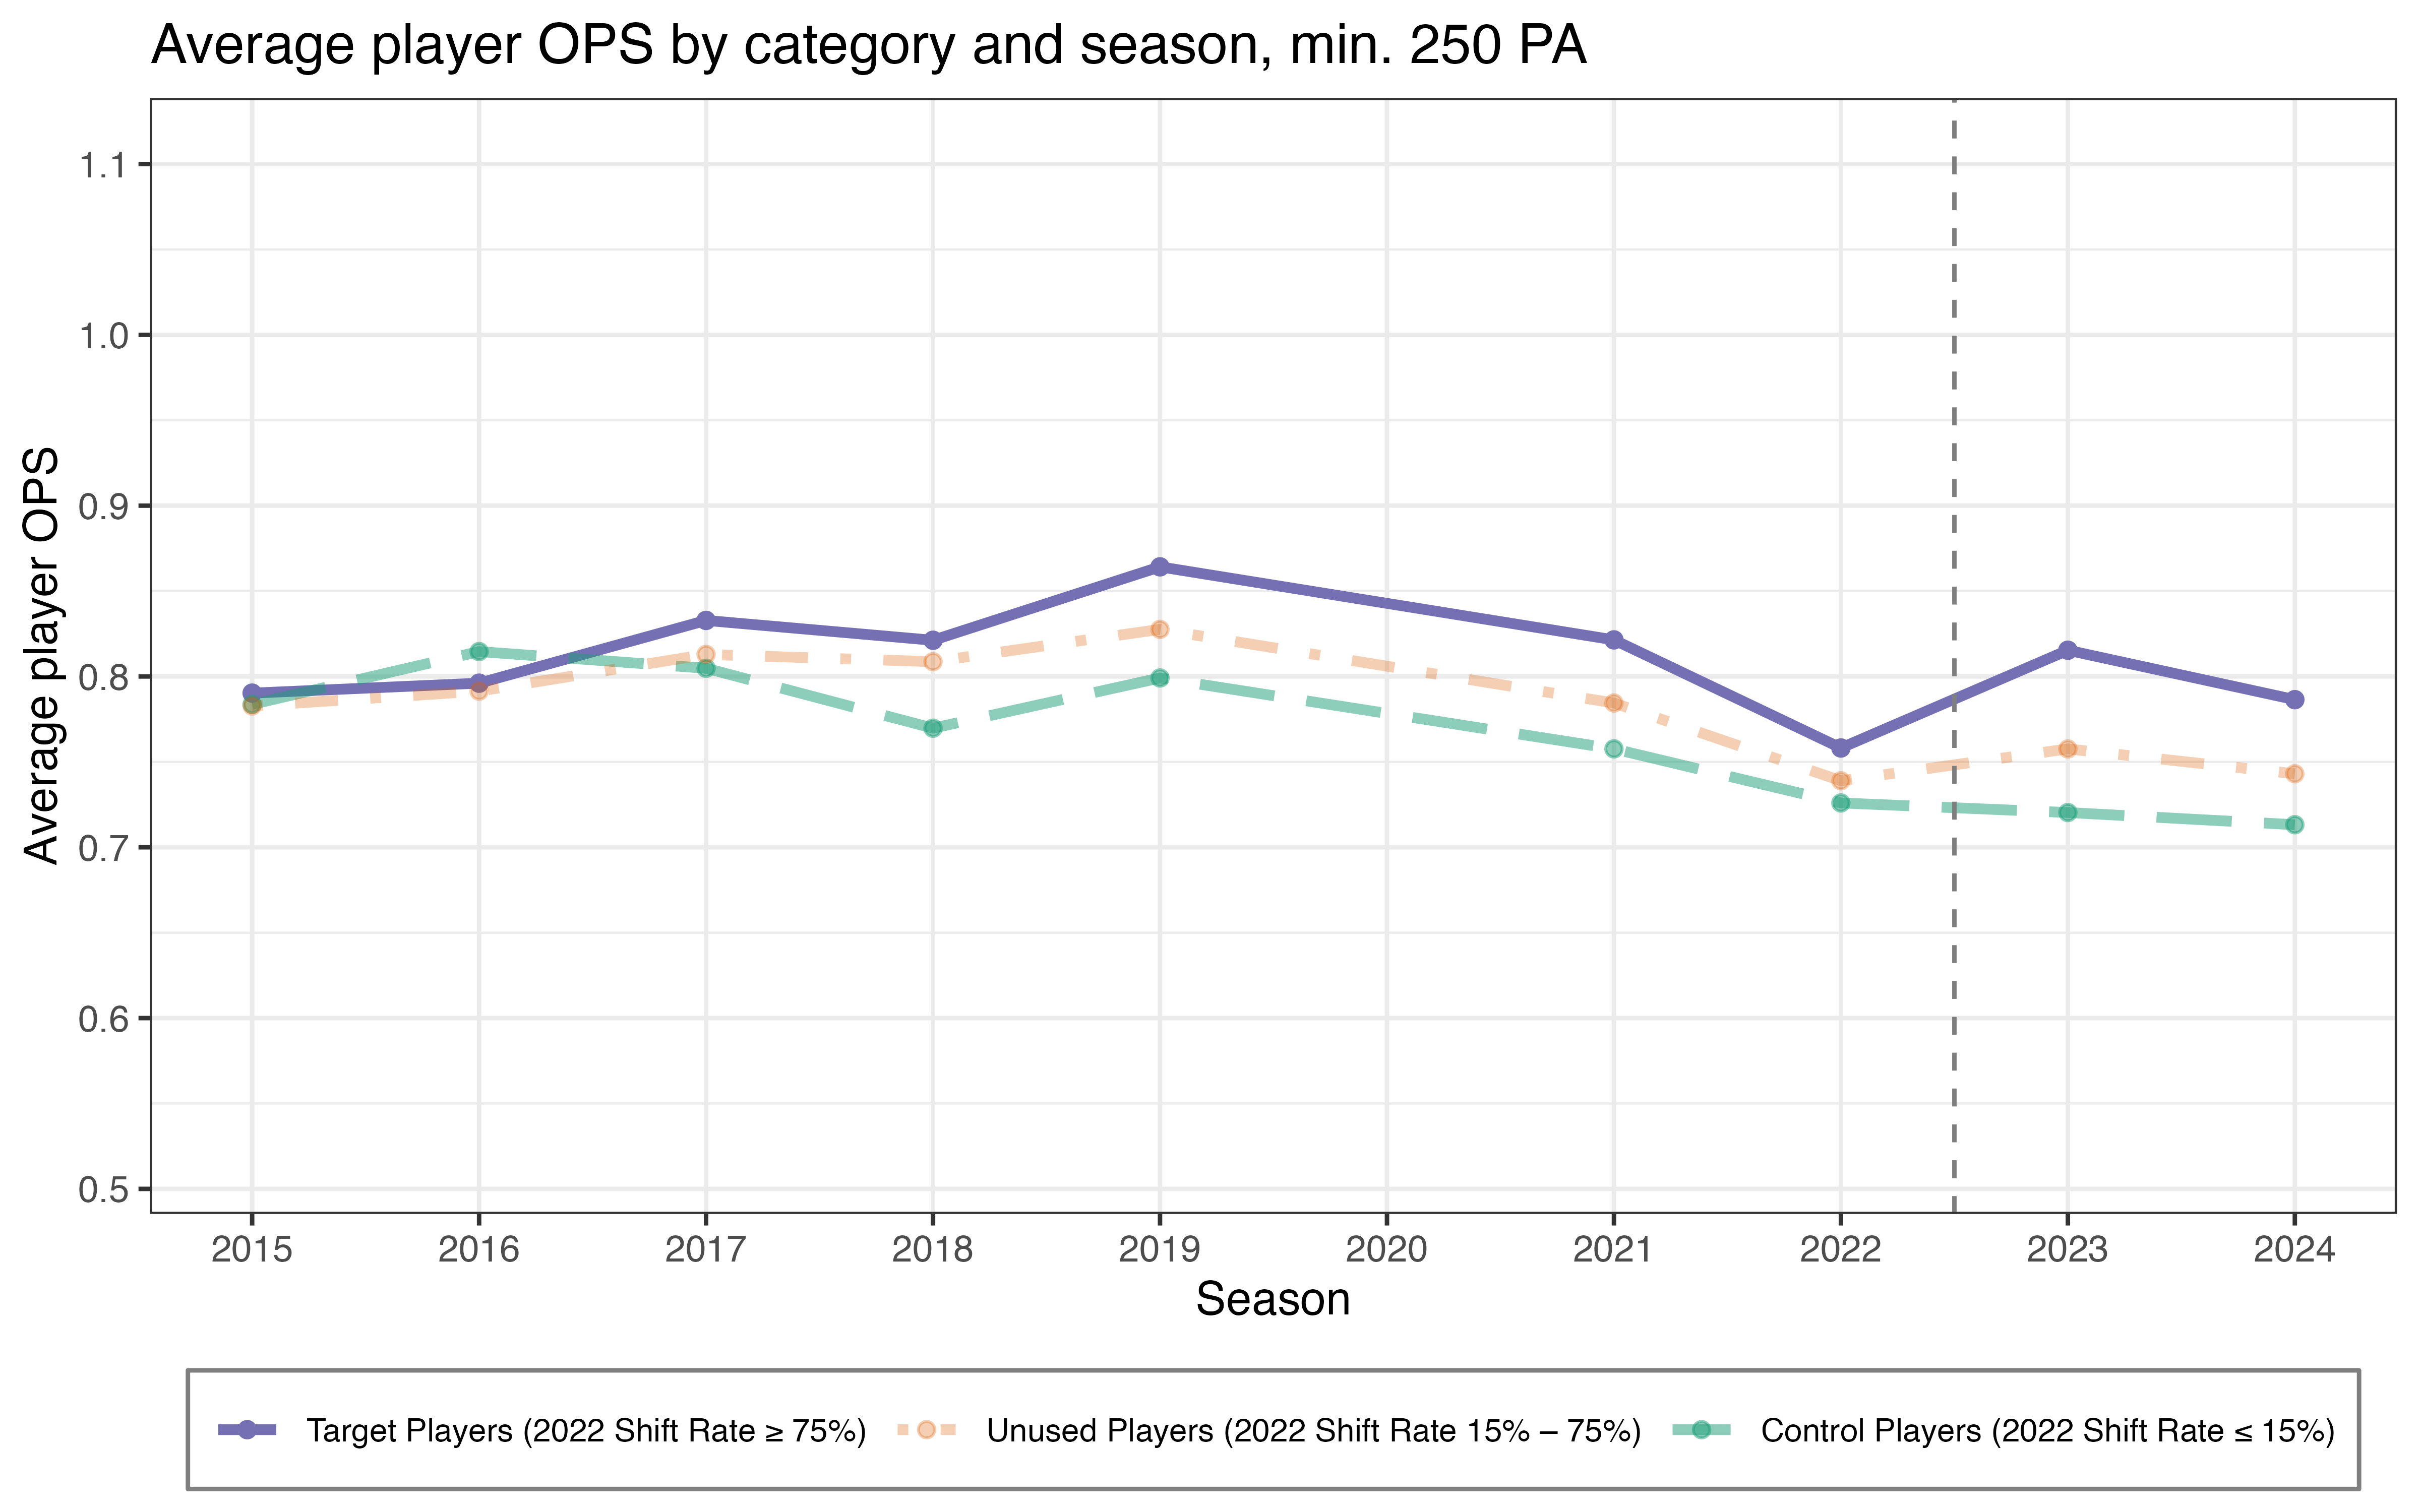 Average player OPS by category and season, min. 250 PA
Average player OPS
1.1
1.0
0.9
0.8
0.7
0.6
0.5
2015 2016 2017 2018 2019 2020 2021 2022 2023 2024
Season
Target Players (2022 Shift Rate ≥ 75%) Unused Players (2022 Shift Rate 15% – 75%) Control Players (2022 Shift Rate ≤ 15%)